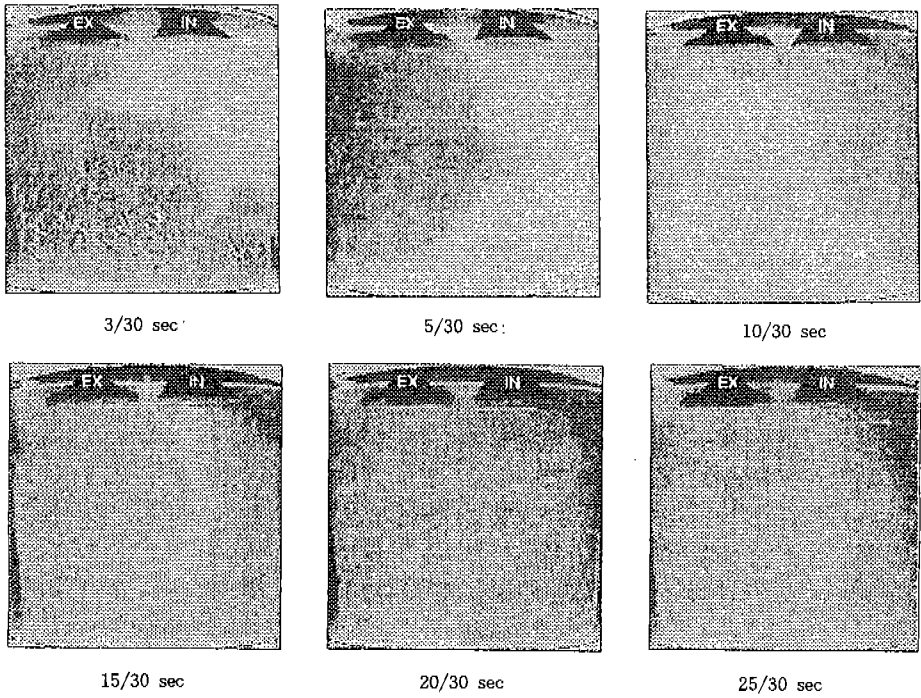 EX IN
EX IN
EX IN
3/30 sec
5/30 sec:
10/30 sec
EX IN
EX IN
EX IN
15/30 sec
20/30 sec
25/30 sec